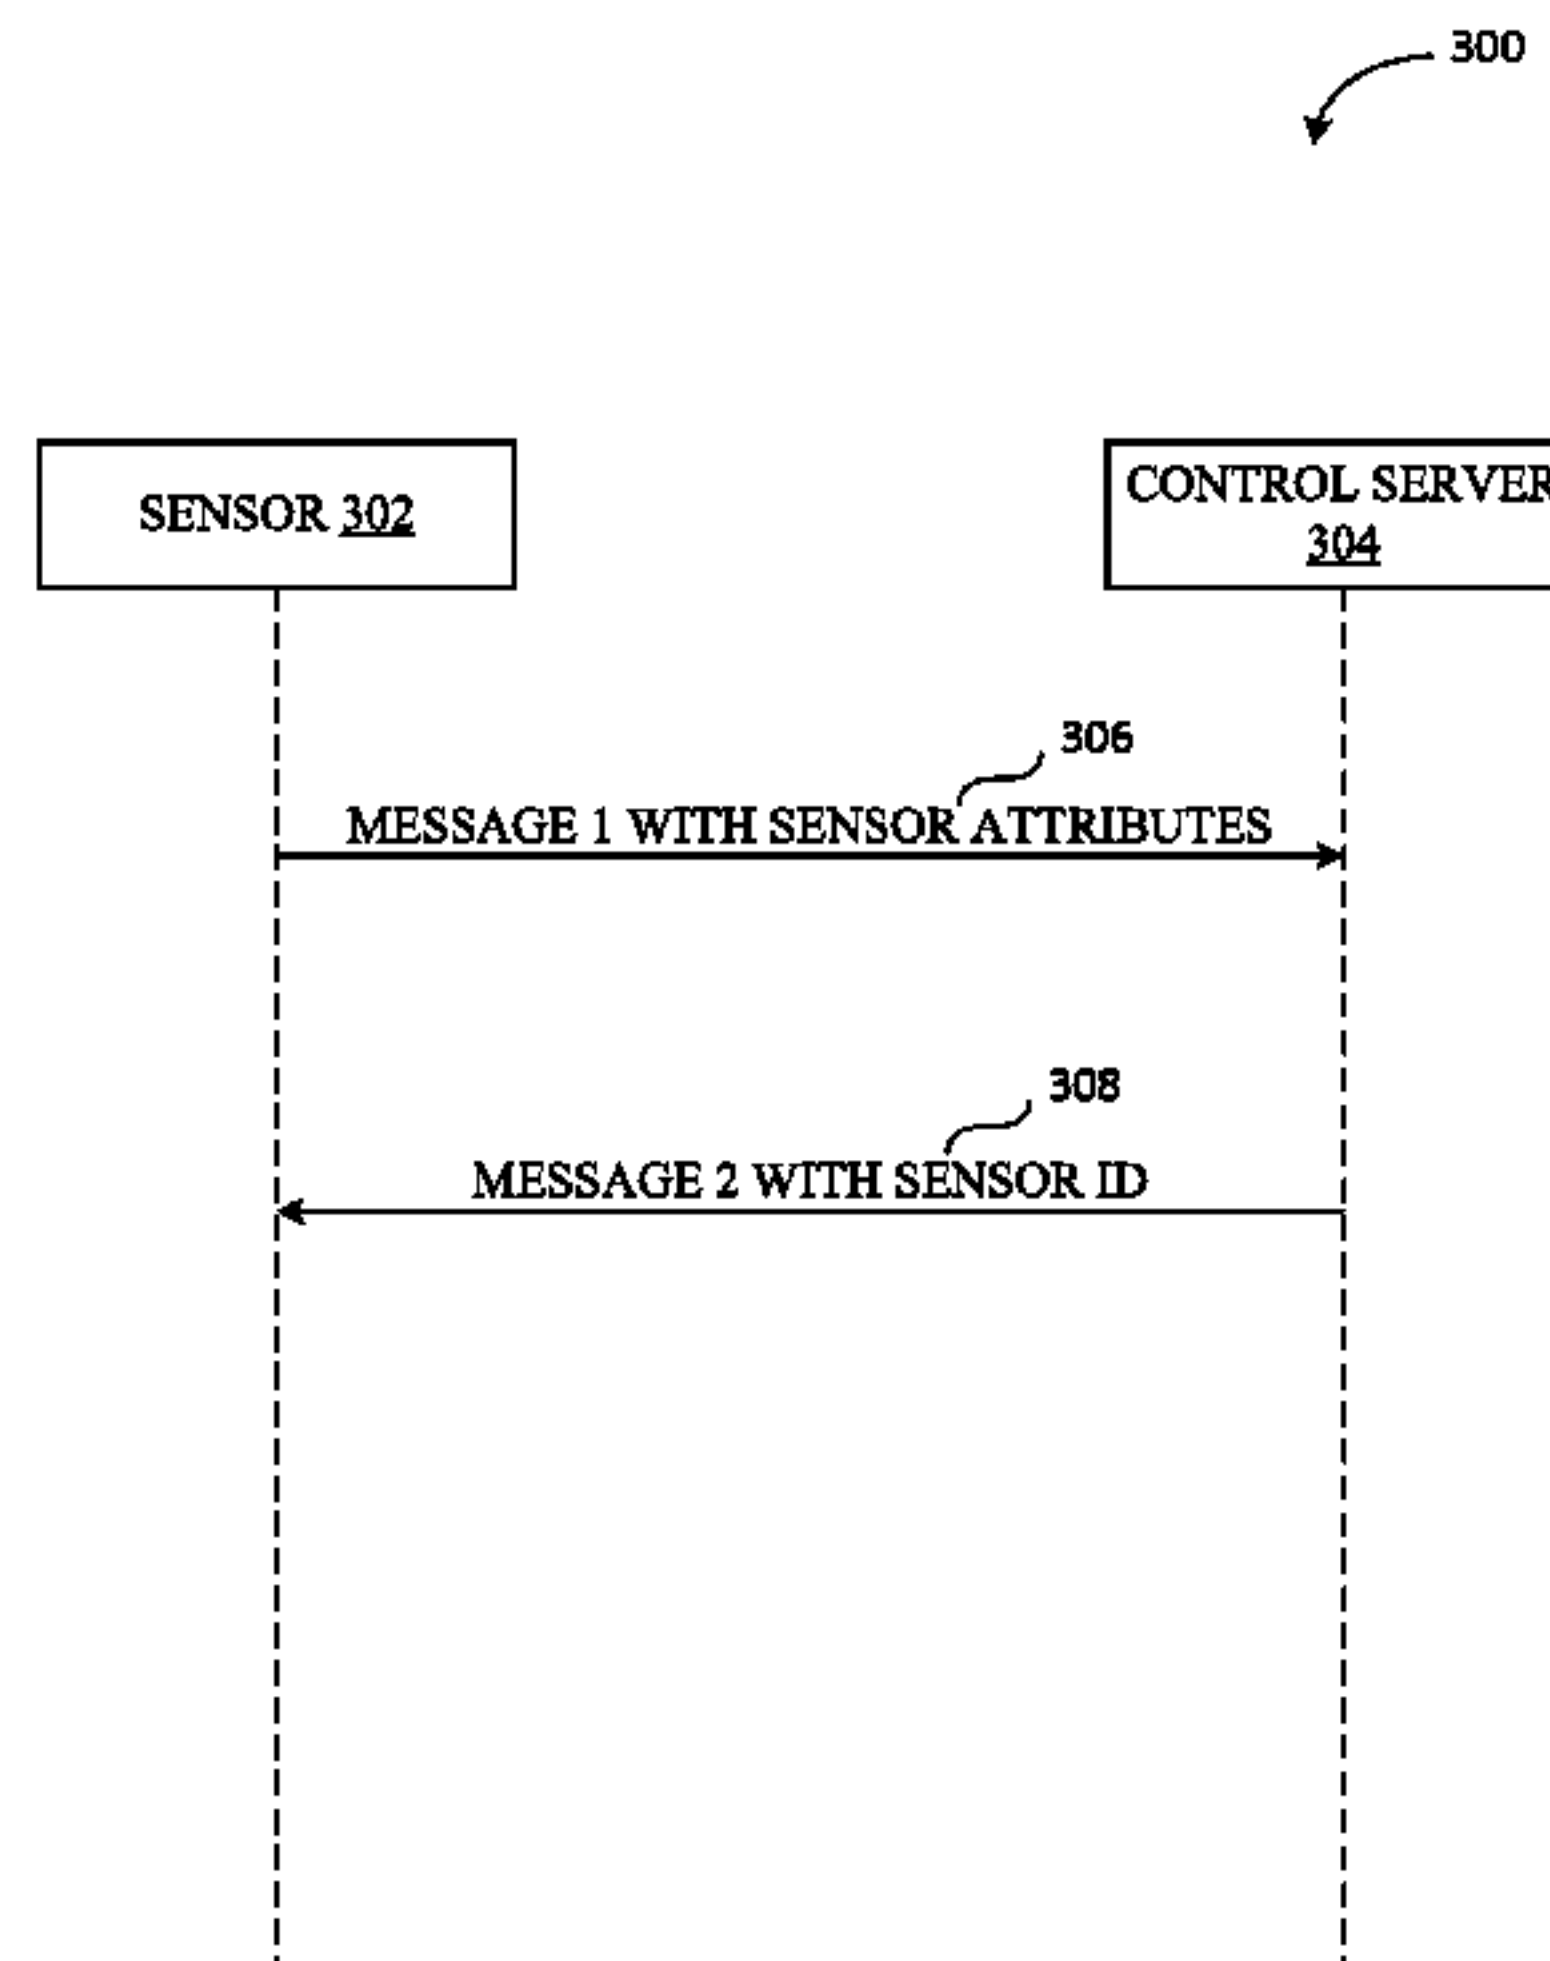 300
SENSOR 302
CONTROL SERVER
304
306
MESSAGE 1 WITH SENSOR ATTRIBUTES
308
MESSAGE 2 WITH SENSOR ID